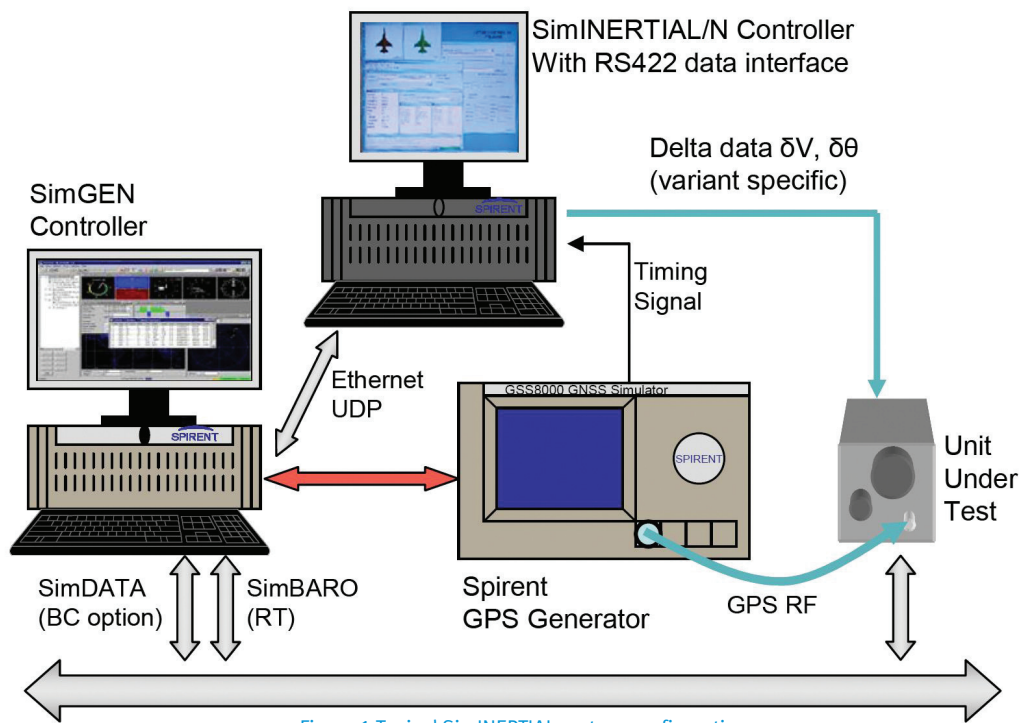 SimINERTIAL/N Controller
With RS422 data interface
Delta data δV, δθ
(variant specific)
SimGEN
Controller
SPIRENT
Timing
Signal
Ethernet
UDP
GSS8000 GNSS Simulator
SPIRENT
SPIRENT
Unit
Under
Test
SimDATA
(BC option)
SimBARO
(RT)
Spirent
GPS Generator
GPS RF